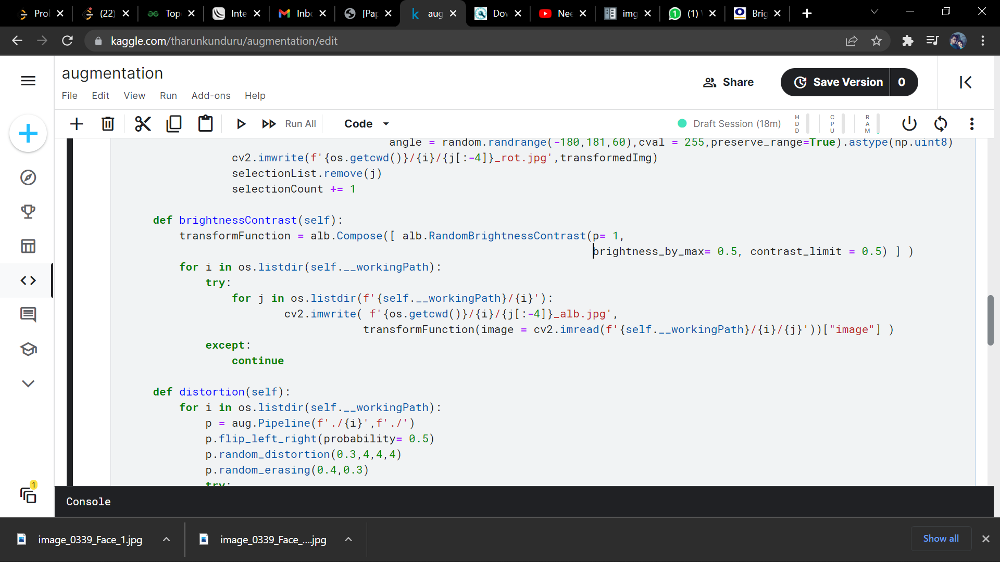 Prol
(22)
Top
Inte
Inbo
[Pap
aug
Dov
Nee
img
(1)
Brig
kaggle.com/tharunkunduru/augmentation/edit
augmentation
File Edit View Run Add-ons Help
Share
Save Version 0
Run All
Code
Draft Session (18m)
HDD
CPU
RAM
angle = random.randrange(-180,181,60),cval = 255,preserve_range=True).astype(np.uint8)
cv2.imwrite(f'{os.getcwd()}/{i}/{j[:-4]}_rot.jpg',transformedImg)
selectionList.remove(j)
selectionCount += 1
def brightnessContrast(self):
transformFunction = alb.Compose([ alb.RandomBrightnessContrast(p= 1,
brightness_by_max= 0.5, contrast_limit = 0.5) ] )
for i in os.listdir(self.__workingPath):
try:
for j in os.listdir(f'{self.__workingPath}/{i}'):
cv2.imwrite( f'{os.getcwd()}/{i}/{j[:-4]}_alb.jpg',
transformFunction(image = cv2.imread(f'{self.__workingPath}/{i}/{j}'))["image"] )
except:
continue
def distortion(self):
for i in os.listdir(self.__workingPath):
p = aug.Pipeline(f'./{i}',f'./')
p.flip_left_right(probability= 0.5)
p.random_distortion(0.3,4,4,4)
p.random_erasing(0.4,0.3)
try:
1
Console
image_0339_Face_1.jpg
image_0339_Face_....jpg
Show all